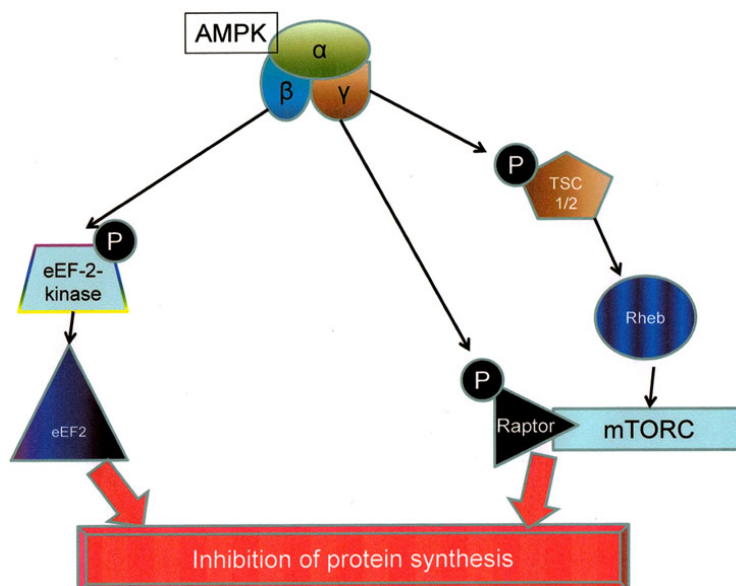 AMPK
α
β
γ
P
TSC
1/2
P
eEF-2-
kinase
Rheb
P
eEF2
Raptor
mTORC
Inhibition of protein synthesis